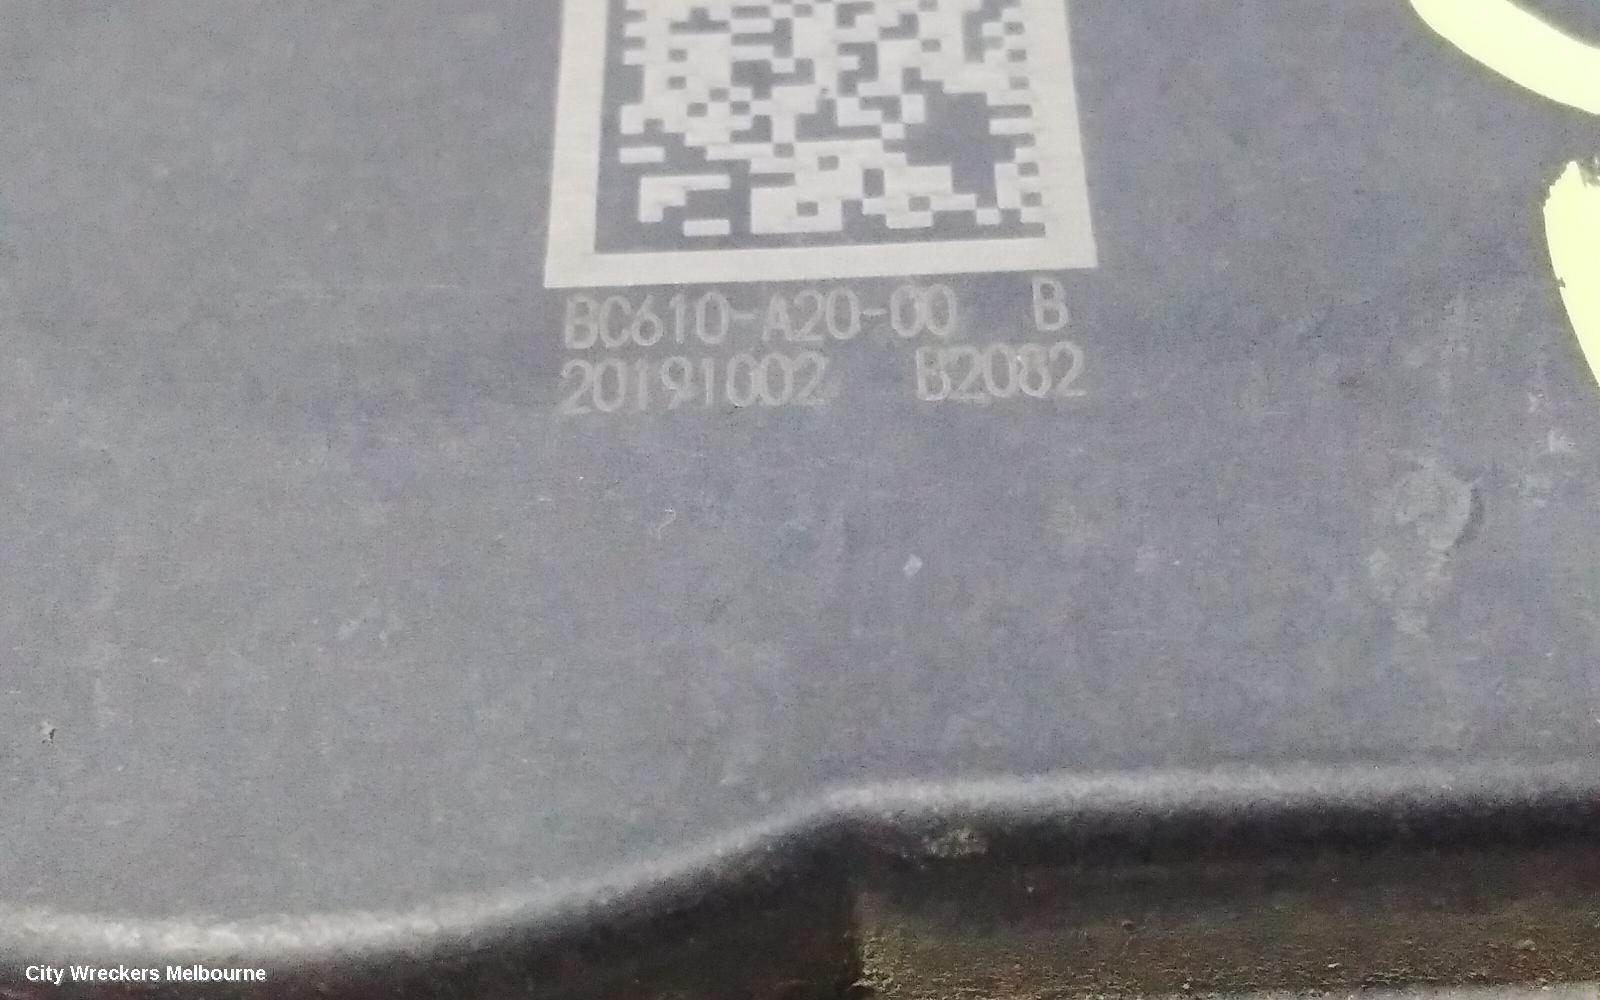 BC610-A20-00 B
20191002 B2082
City Wreckers Melbourne